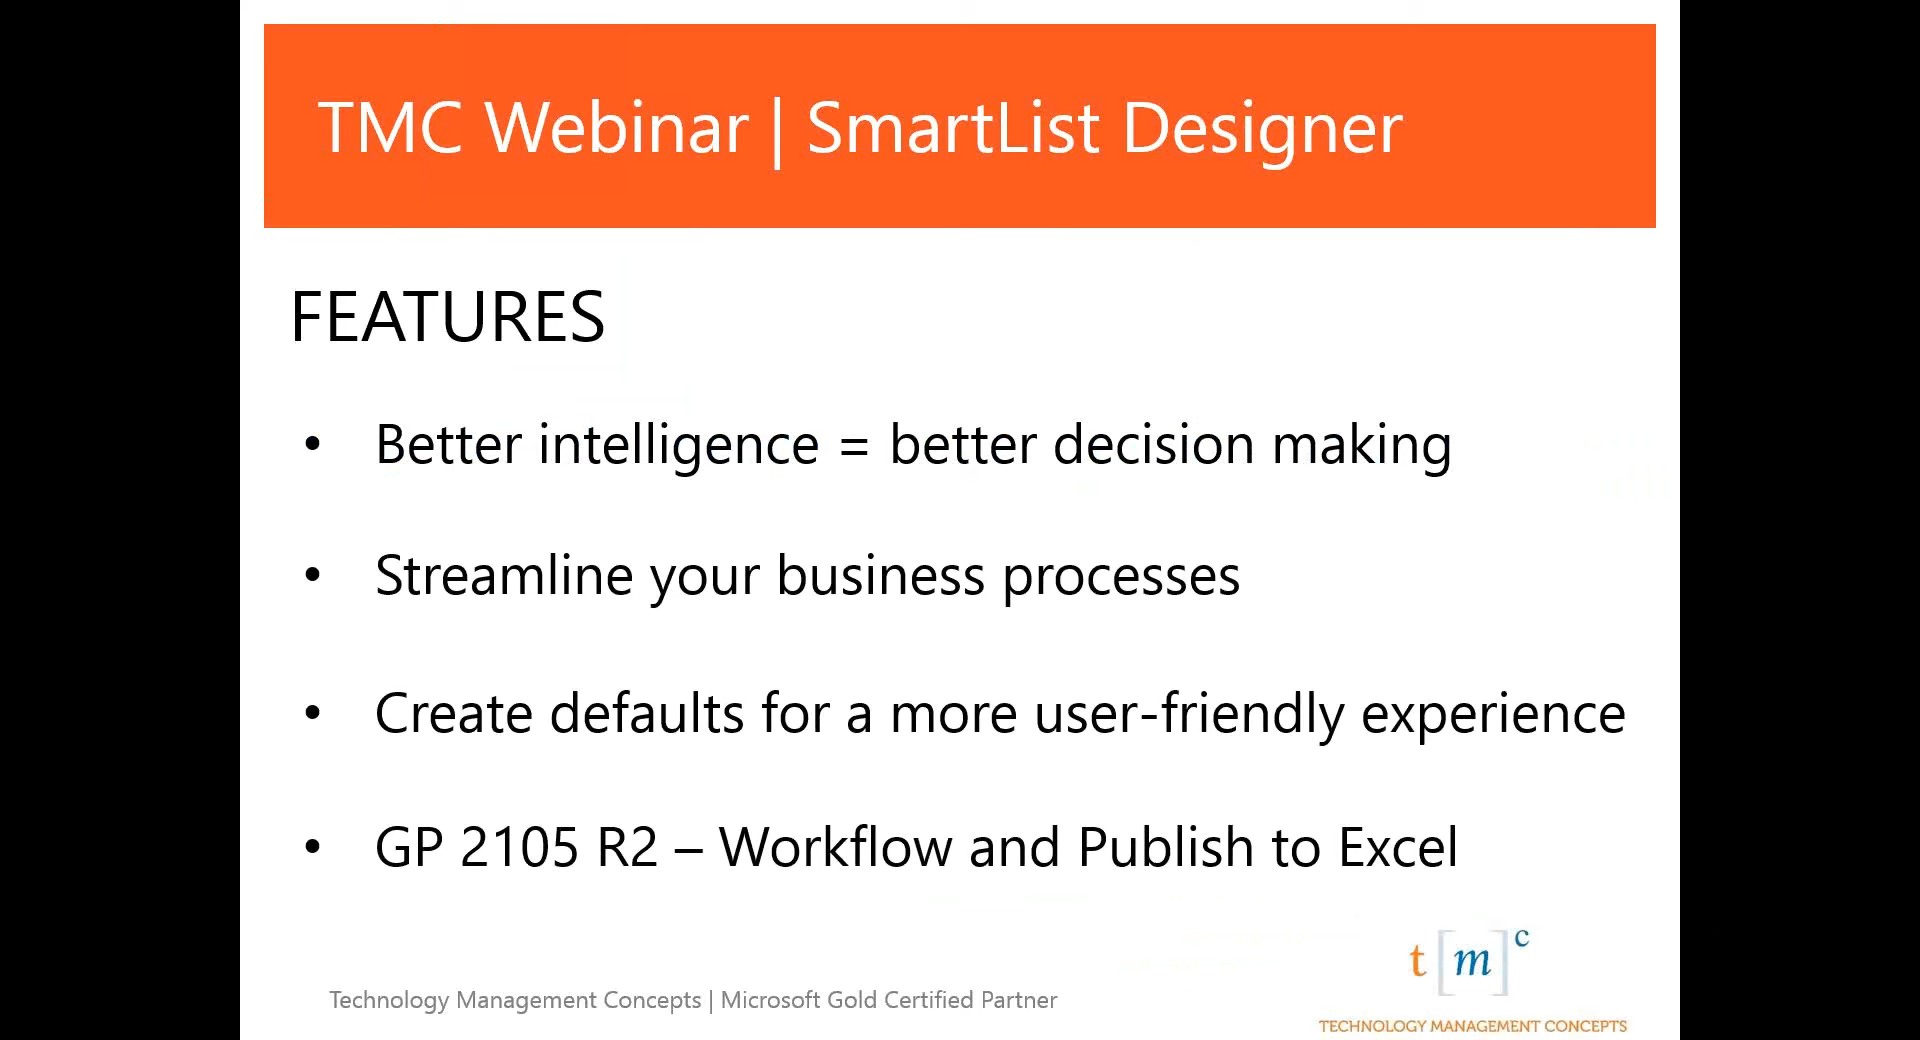 TMC Webinar | SmartList Designer
FEATURES
• Better intelligence = better decision making
• Streamline your business processes
• Create defaults for a more user-friendly experience
• GP 2105 R2 – Workflow and Publish to Excel
t[m]c
Technology Management Concepts | Microsoft Gold Certified Partner
TECHNOLOGY MANAGEMENT CONCEPTS